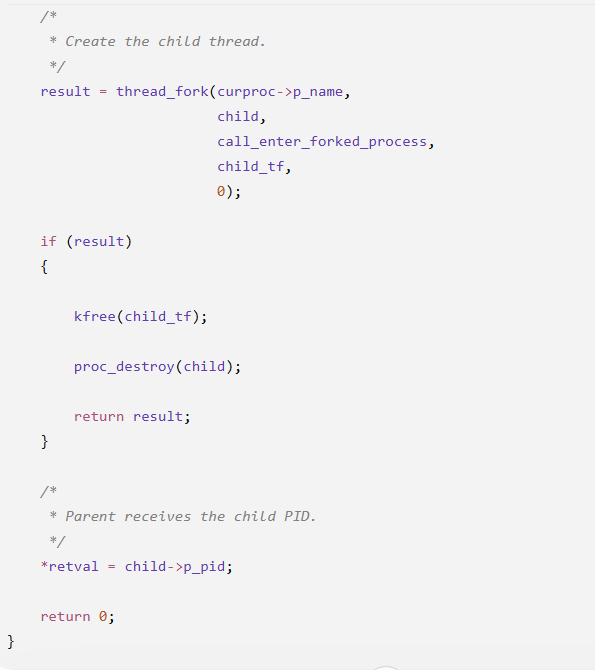 /*
 * Create the child thread.
 */
result = thread_fork(curproc->p_name,
                     child,
                     call_enter_forked_process,
                     child_tf,
                     0);
if (result)
{
    kfree(child_tf);
    proc_destroy(child);
    return result;
}
/*
 * Parent receives the child PID.
 */
*retval = child->p_pid;
return 0;
}